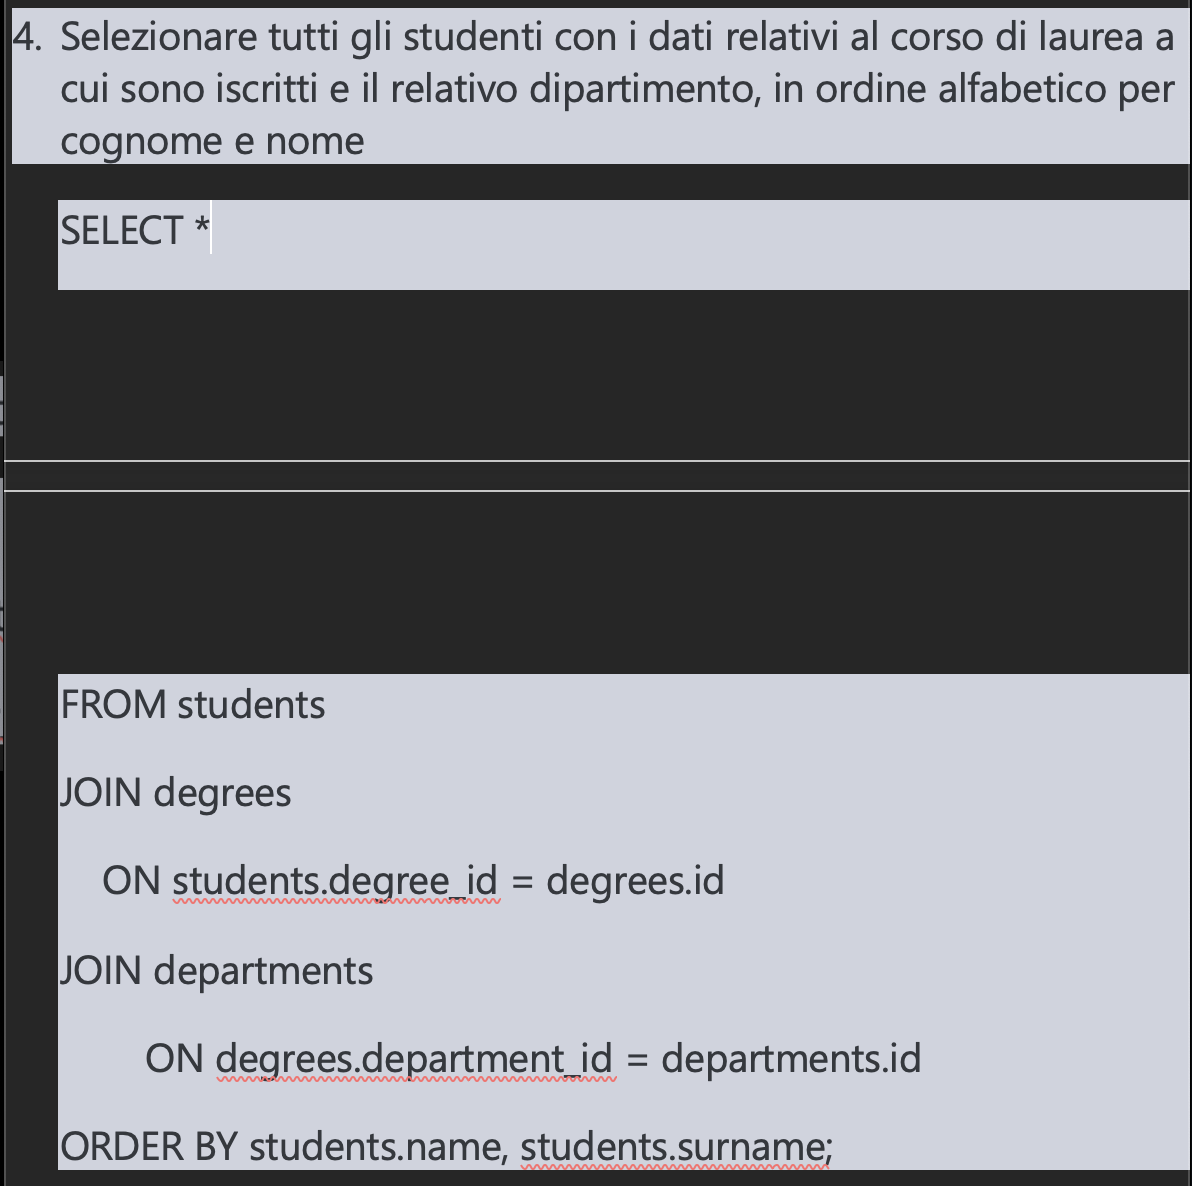 4. Selezionare tutti gli studenti con i dati relativi al corso di laurea a
cui sono iscritti e il relativo dipartimento, in ordine alfabetico per
cognome e nome
SELECT *
FROM students
JOIN degrees
ON students.degree_id = degrees.id
JOIN departments
ON degrees.department_id = departments.id
ORDER BY students.name, students.surname;